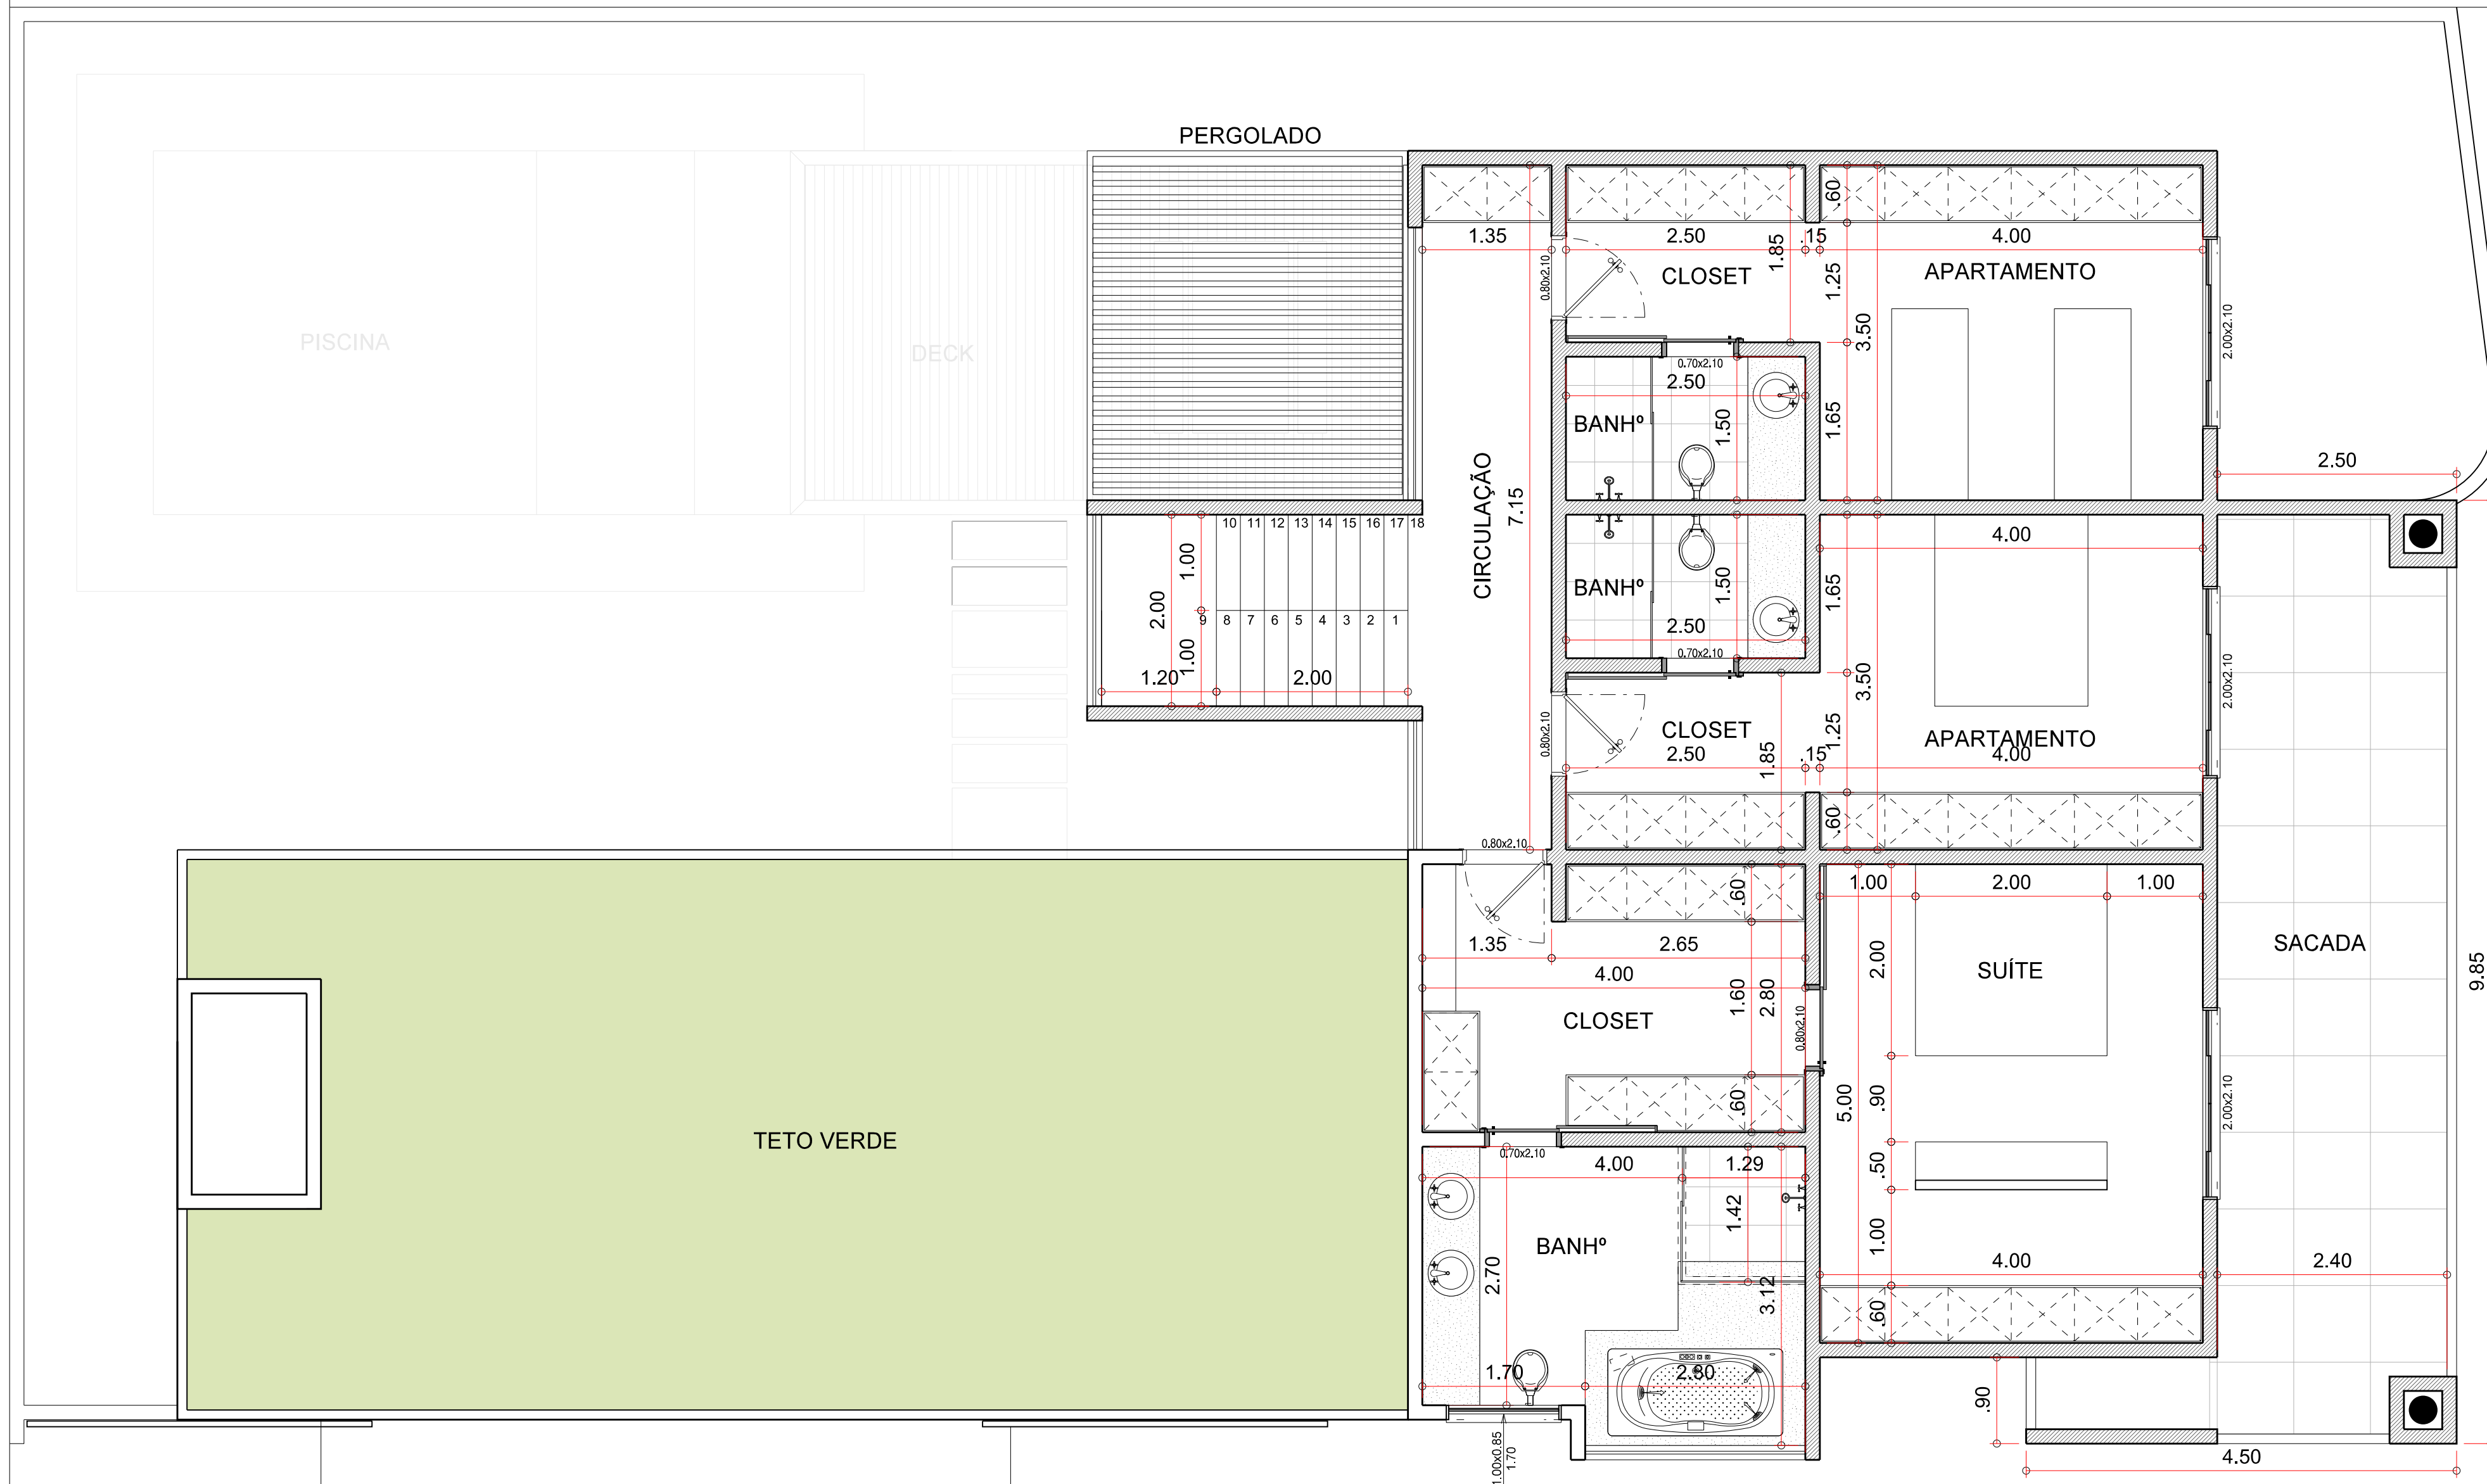 PERGOLADO
.60
1.35
2.50
.15
4.00
1.85
0.80x2.10
CLOSET
1.25
APARTAMENTO
2.00x2.10
3.50
PISCINA
DECK
0.70x2.10
2.50
BANHº
1.50
1.65
2.50
CIRCULAÇÃO
7.15
10 11 12 13 14 15 16 17 18
1.00
4.00
2.00
BANHº
1.50
1.65
9 8 7 6 5 4 3 2 1
2.50
1.00
0.70x2.10
1.20
2.00
3.50
2.00x2.10
0.80x2.10
CLOSET
1.25
APARTAMENTO
2.50
.15
4.00
1.85
.60
0.80x2.10
.60
1.00
2.00
1.00
1.35
2.65
2.00
SUÍTE
SACADA
4.00
9.85
1.60
2.80
CLOSET
0.80x2.10
.60
5.00
.90
2.00x2.10
TETO VERDE
0.70x2.10
4.00
1.29
.50
1.42
1.00
BANHº
2.70
3.12
4.00
2.40
.60
1.70
2.80
.90
1.00x0.85
1.70
4.50